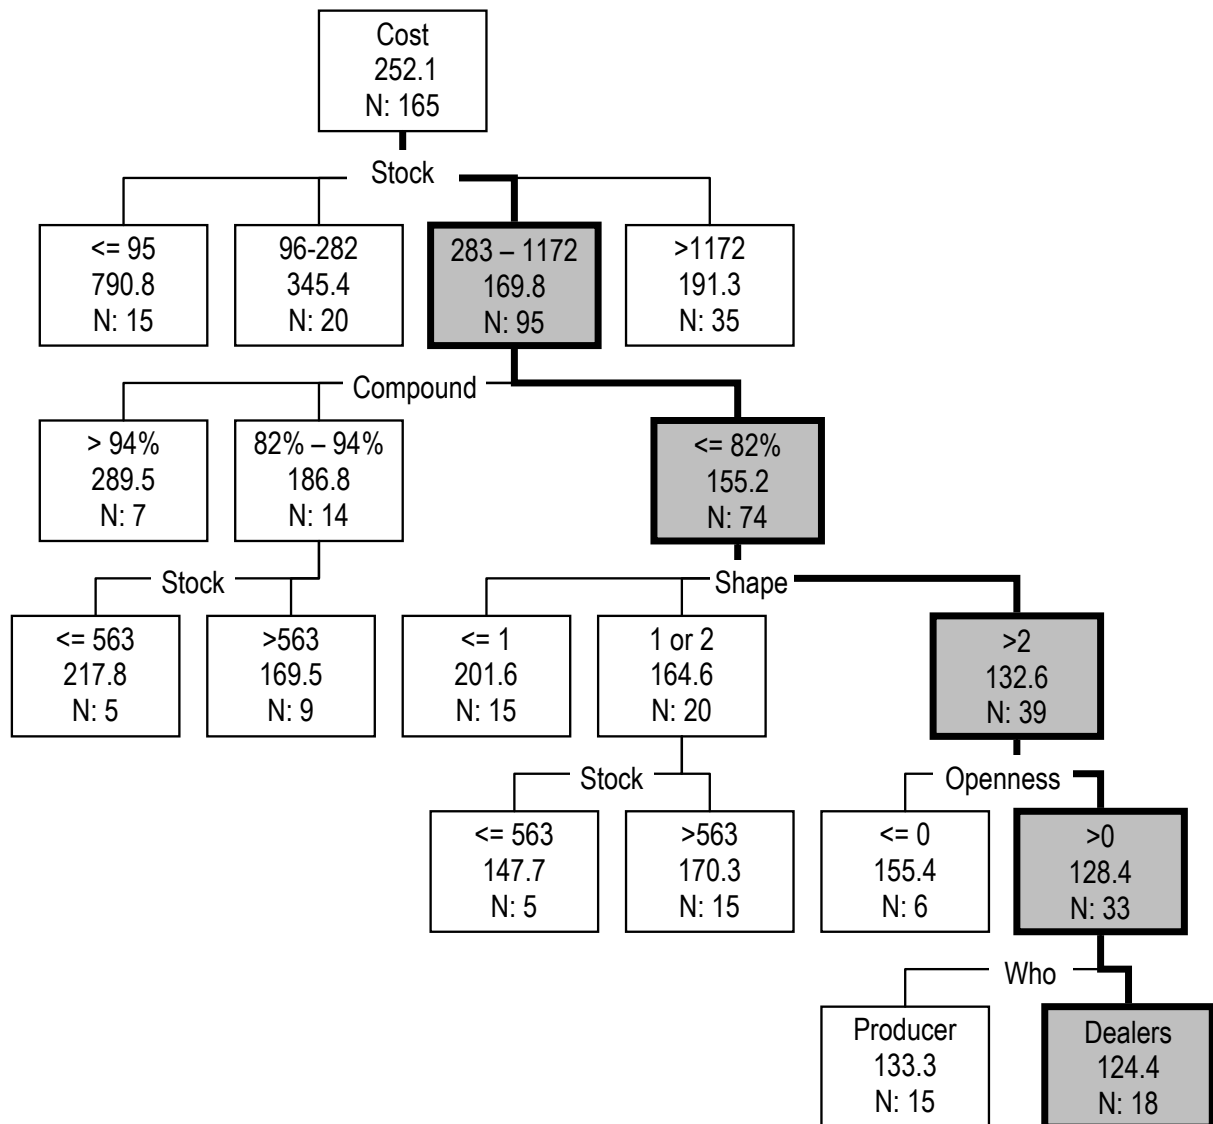 Cost
252.1
N: 165
Stock
<= 95
790.8
N: 15
96-282
345.4
N: 20
283 – 1172
169.8
N: 95
>1172
191.3
N: 35
Compound
> 94%
289.5
N: 7
82% – 94%
186.8
N: 14
<= 82%
155.2
N: 74
Stock
Shape
<= 563
217.8
N: 5
>563
169.5
N: 9
<= 1
201.6
N: 15
1 or 2
164.6
N: 20
>2
132.6
N: 39
Stock
Openness
<= 563
147.7
N: 5
>563
170.3
N: 15
<= 0
155.4
N: 6
>0
128.4
N: 33
Who
Producer
133.3
N: 15
Dealers
124.4
N: 18